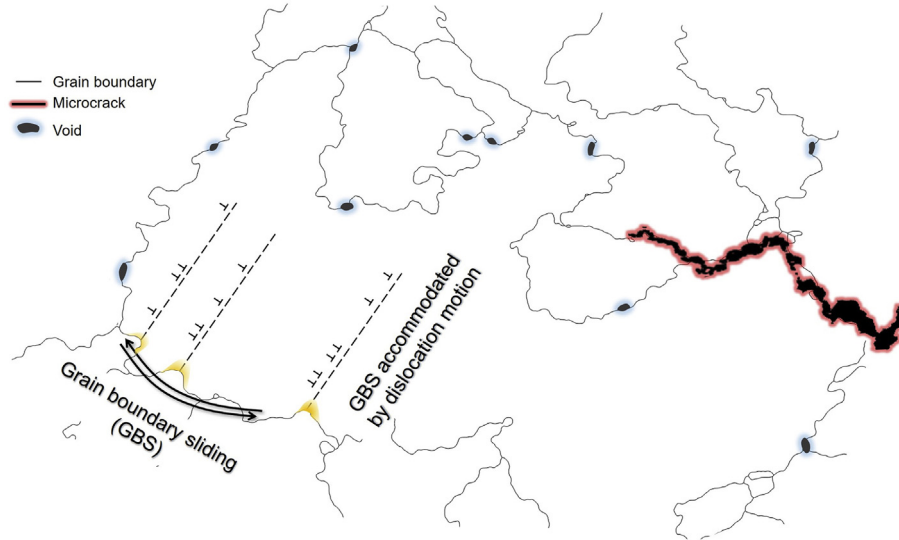 Grain boundary
Microcrack
Void
Grain boundary sliding
(GBS)
GBS accommodated
by dislocation motion